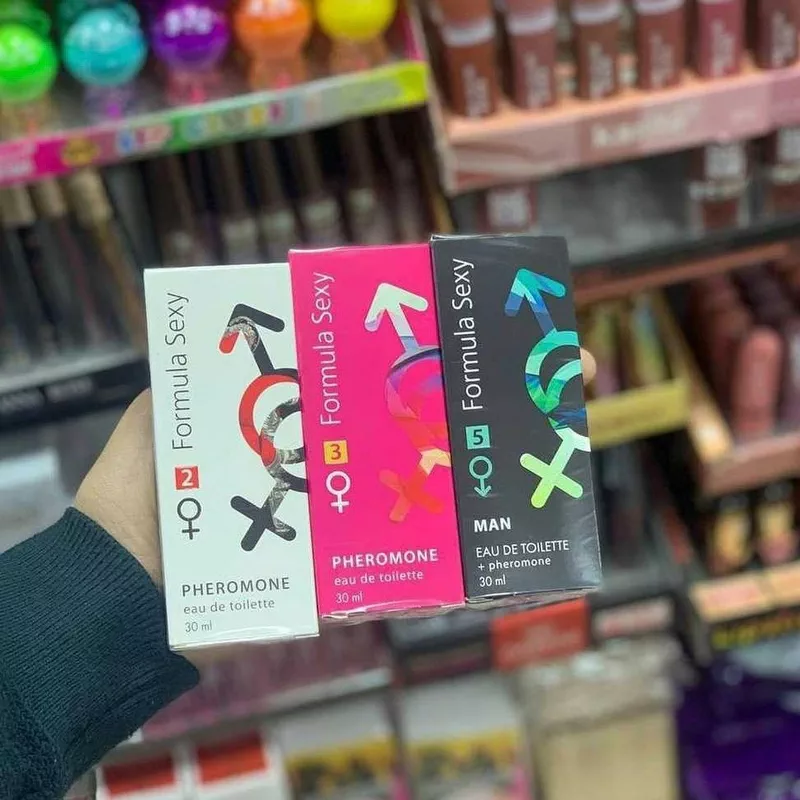 Formula Sexy
2
PHEROMONE
eau de toilette
30 ml
Formula Sexy
3
PHEROMONE
eau de toilette
30 ml
Formula Sexy
5
MAN
EAU DE TOILETTE
+ pheromone
30 ml